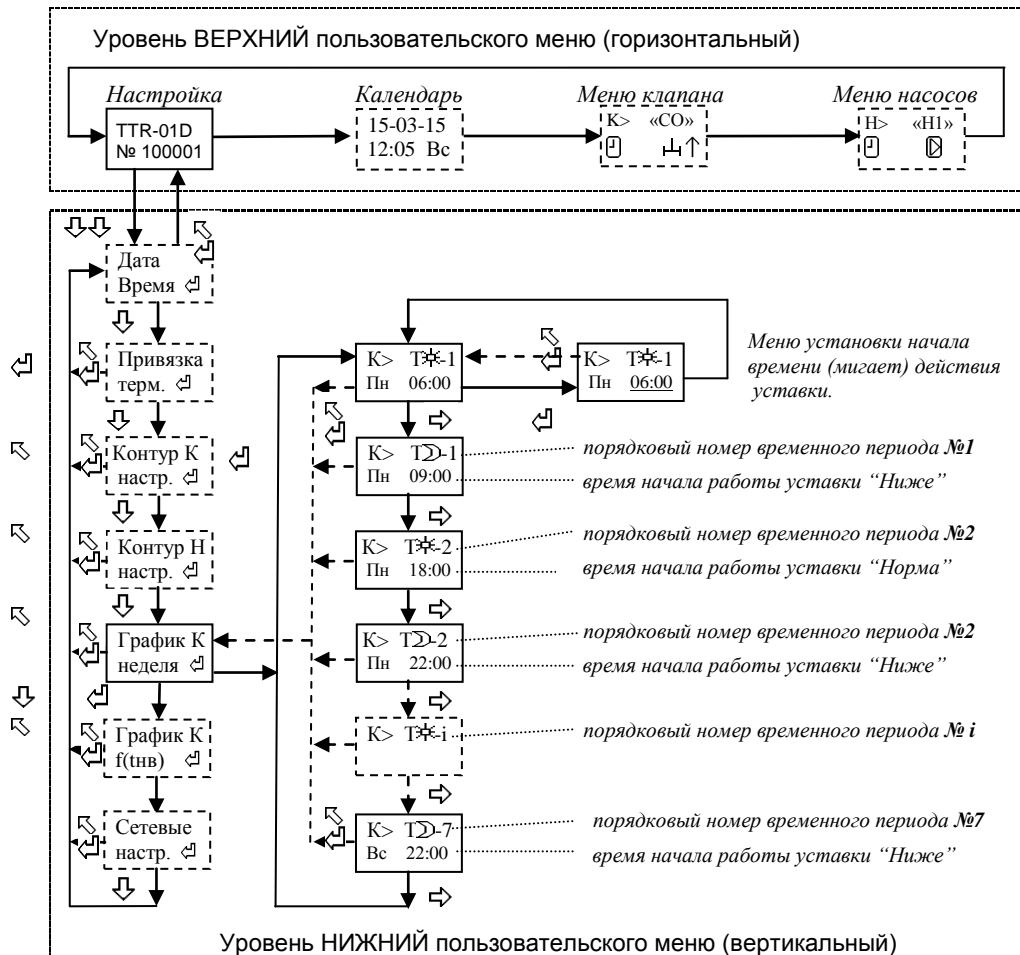 Уровень ВЕРХНИЙ пользовательского меню (горизонтальный)
Настройка
TTR-01D
№ 100001
Календарь
15-03-15
12:05 Вс
Меню клапана
К> «СО»
Меню насосов
Н> «Н1»
Дата
Время
Привязка
терм.
Контур К
настр.
Контур Н
настр.
График К
неделя
График К
f(tнв)
Сетевые
настр.
К> Т☼-1
Пн 06:00
К> Т☼-1
Пн 06:00
Меню установки начала
времени (мигает) действия
уставки.
К> Т☽-1
Пн 09:00
порядковый номер временного периода №1
время начала работы уставки “Ниже”
К> Т☼-2
Пн 18:00
порядковый номер временного периода №2
время начала работы уставки “Норма”
К> Т☽-2
Пн 22:00
порядковый номер временного периода №2
время начала работы уставки “Ниже”
К> Т☼-i
порядковый номер временного периода № i
К> Т☽-7
Вс 22:00
порядковый номер временного периода №7
время начала работы уставки “Ниже”
Уровень НИЖНИЙ пользовательского меню (вертикальный)